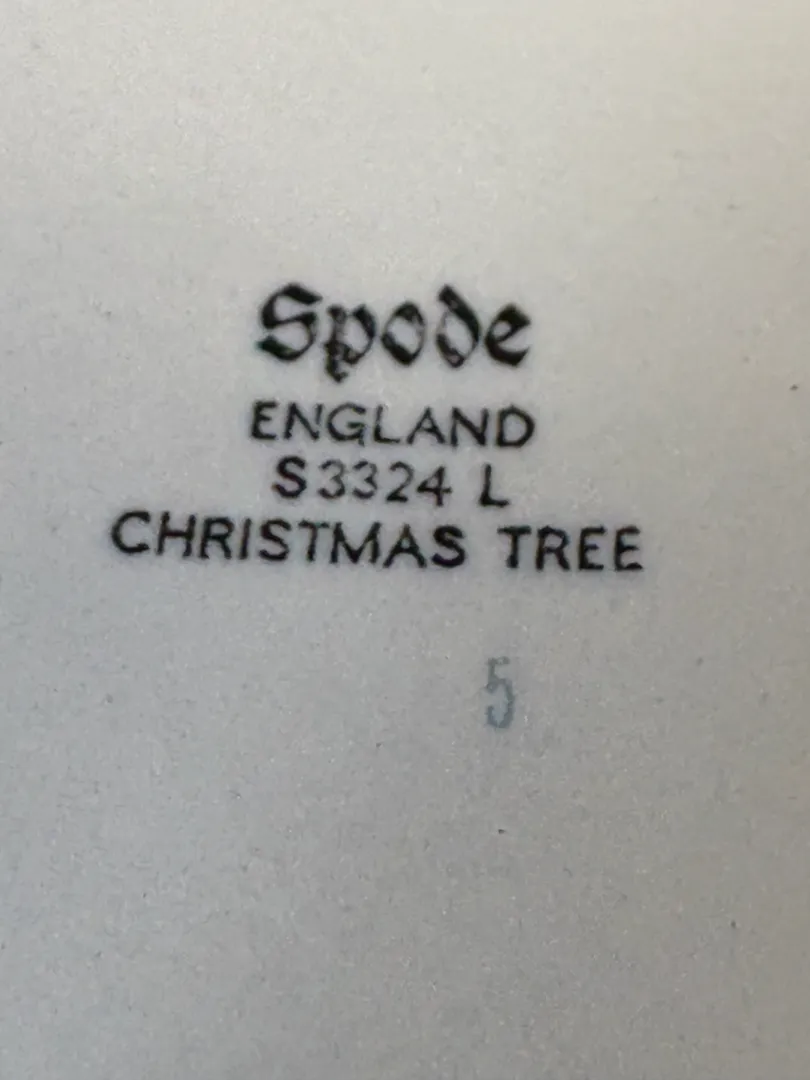 Spode
ENGLAND
S3324 L
CHRISTMAS TREE
5